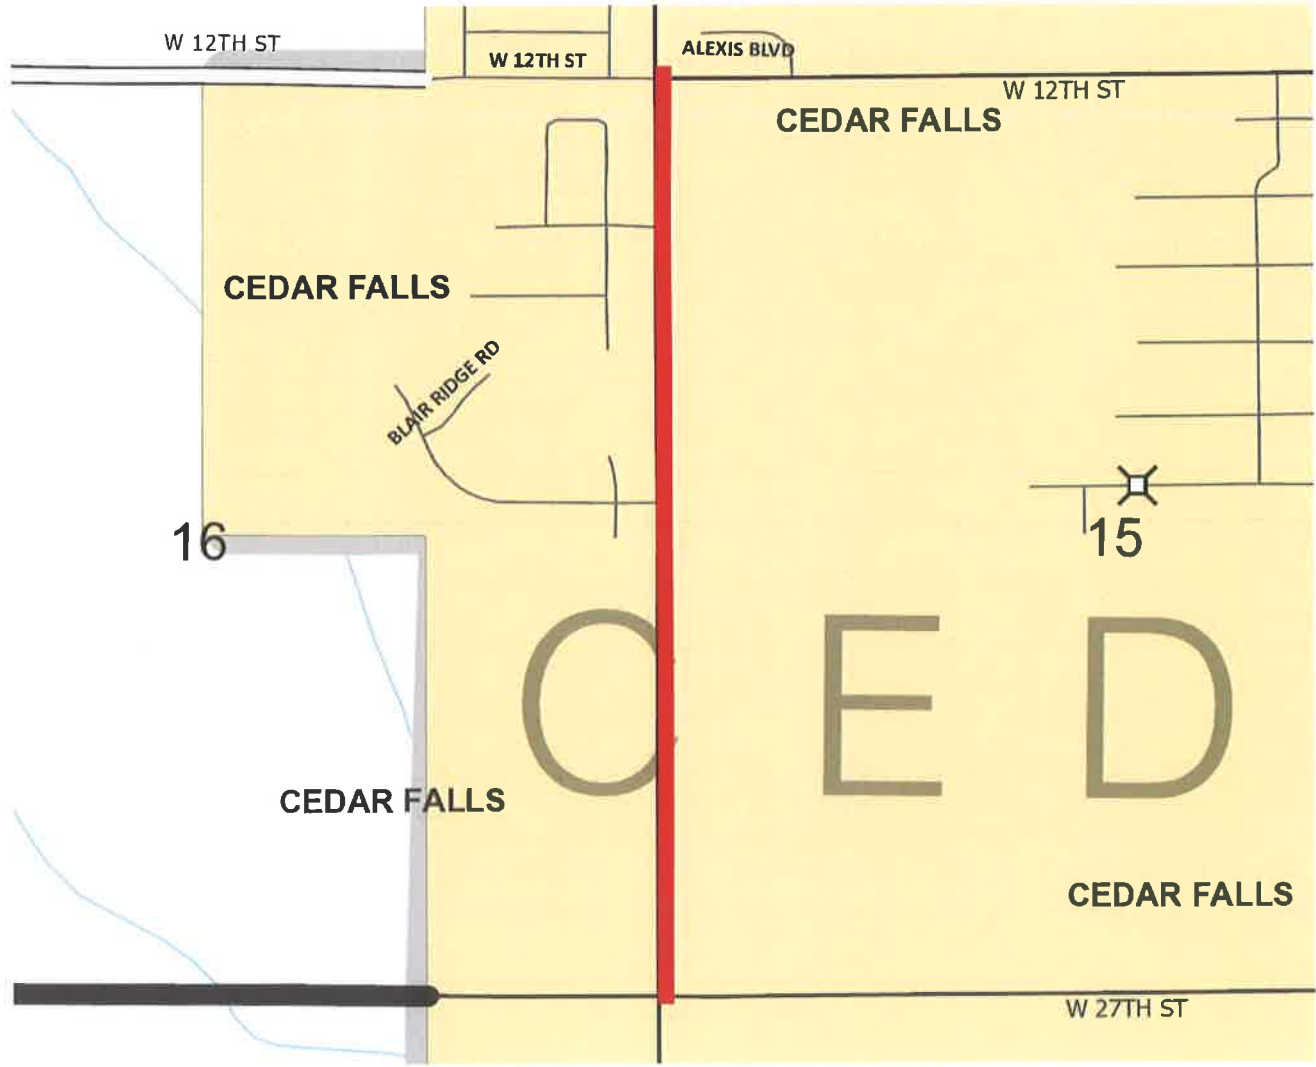 W 12TH ST
W 12TH ST
ALEXIS BLVD
W 12TH ST
CEDAR FALLS
CEDAR FALLS
BLAIR RIDGE RD
16
15
C E D
CEDAR FALLS
CEDAR FALLS
W 27TH ST